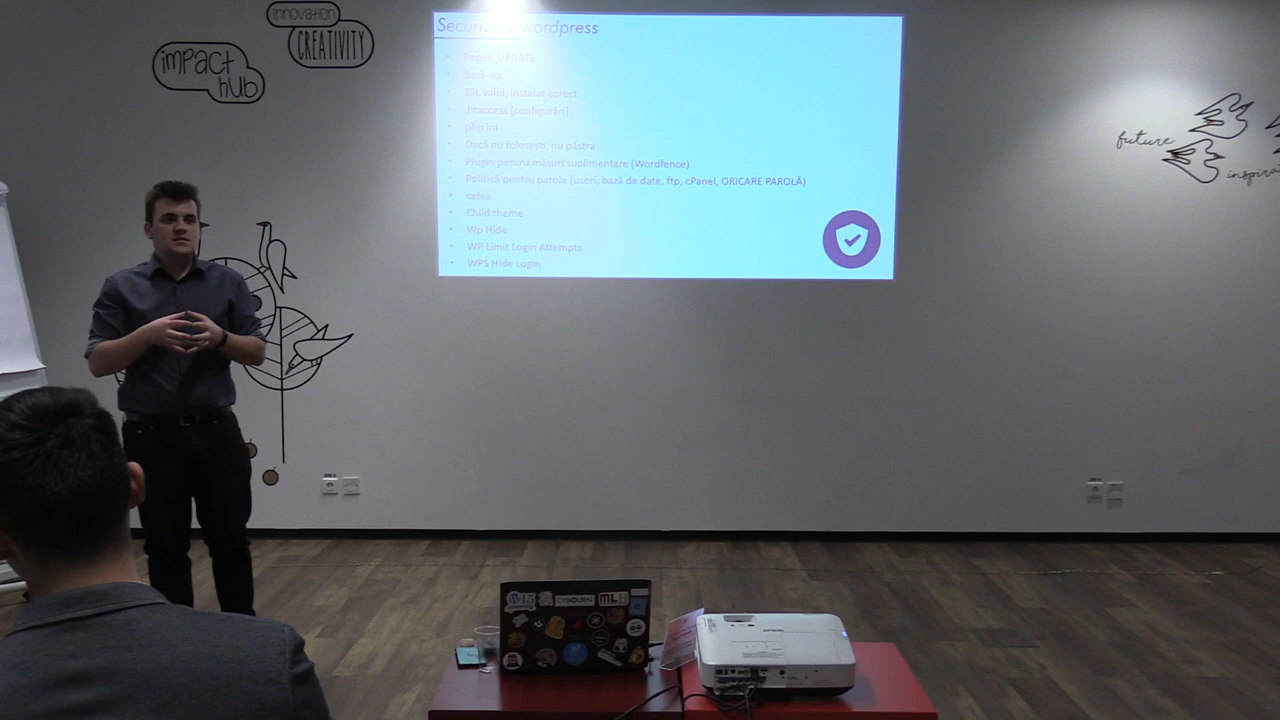 innovation
CREATIVITY
impact
hub
Securizare wordpress
• Reset, UPDATE
• Back-up
• SSL valid, instalat corect
• .htaccess (configurări)
• php.ini
• Dacă nu folosești, nu păstra
• Plugin pentru măsuri suplimentare (Wordfence)
• Politică pentru parole (useri, bază de date, ftp, cPanel, ORICARE PAROLĂ)
• cafea
• Child theme
• Wp Hide
• WP Limit Login Attempts
• WPS Hide Login
future
MLH